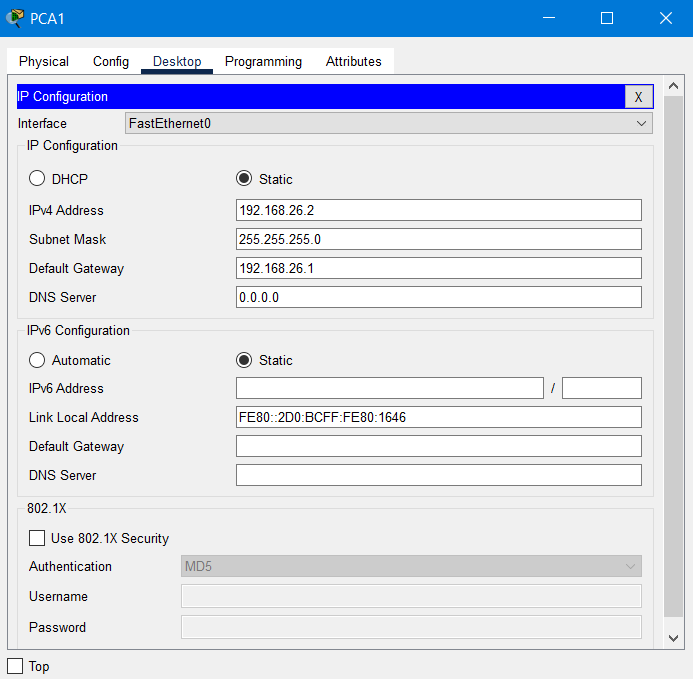 PCA1
Physical Config Desktop Programming Attributes
IP Configuration X
Interface FastEthernet0
IP Configuration
DHCP Static
IPv4 Address 192.168.26.2
Subnet Mask 255.255.255.0
Default Gateway 192.168.26.1
DNS Server 0.0.0.0
IPv6 Configuration
Automatic Static
IPv6 Address /
Link Local Address FE80::2D0:BCFF:FE80:1646
Default Gateway
DNS Server
802.1X
Use 802.1X Security
Authentication MD5
Username
Password
Top